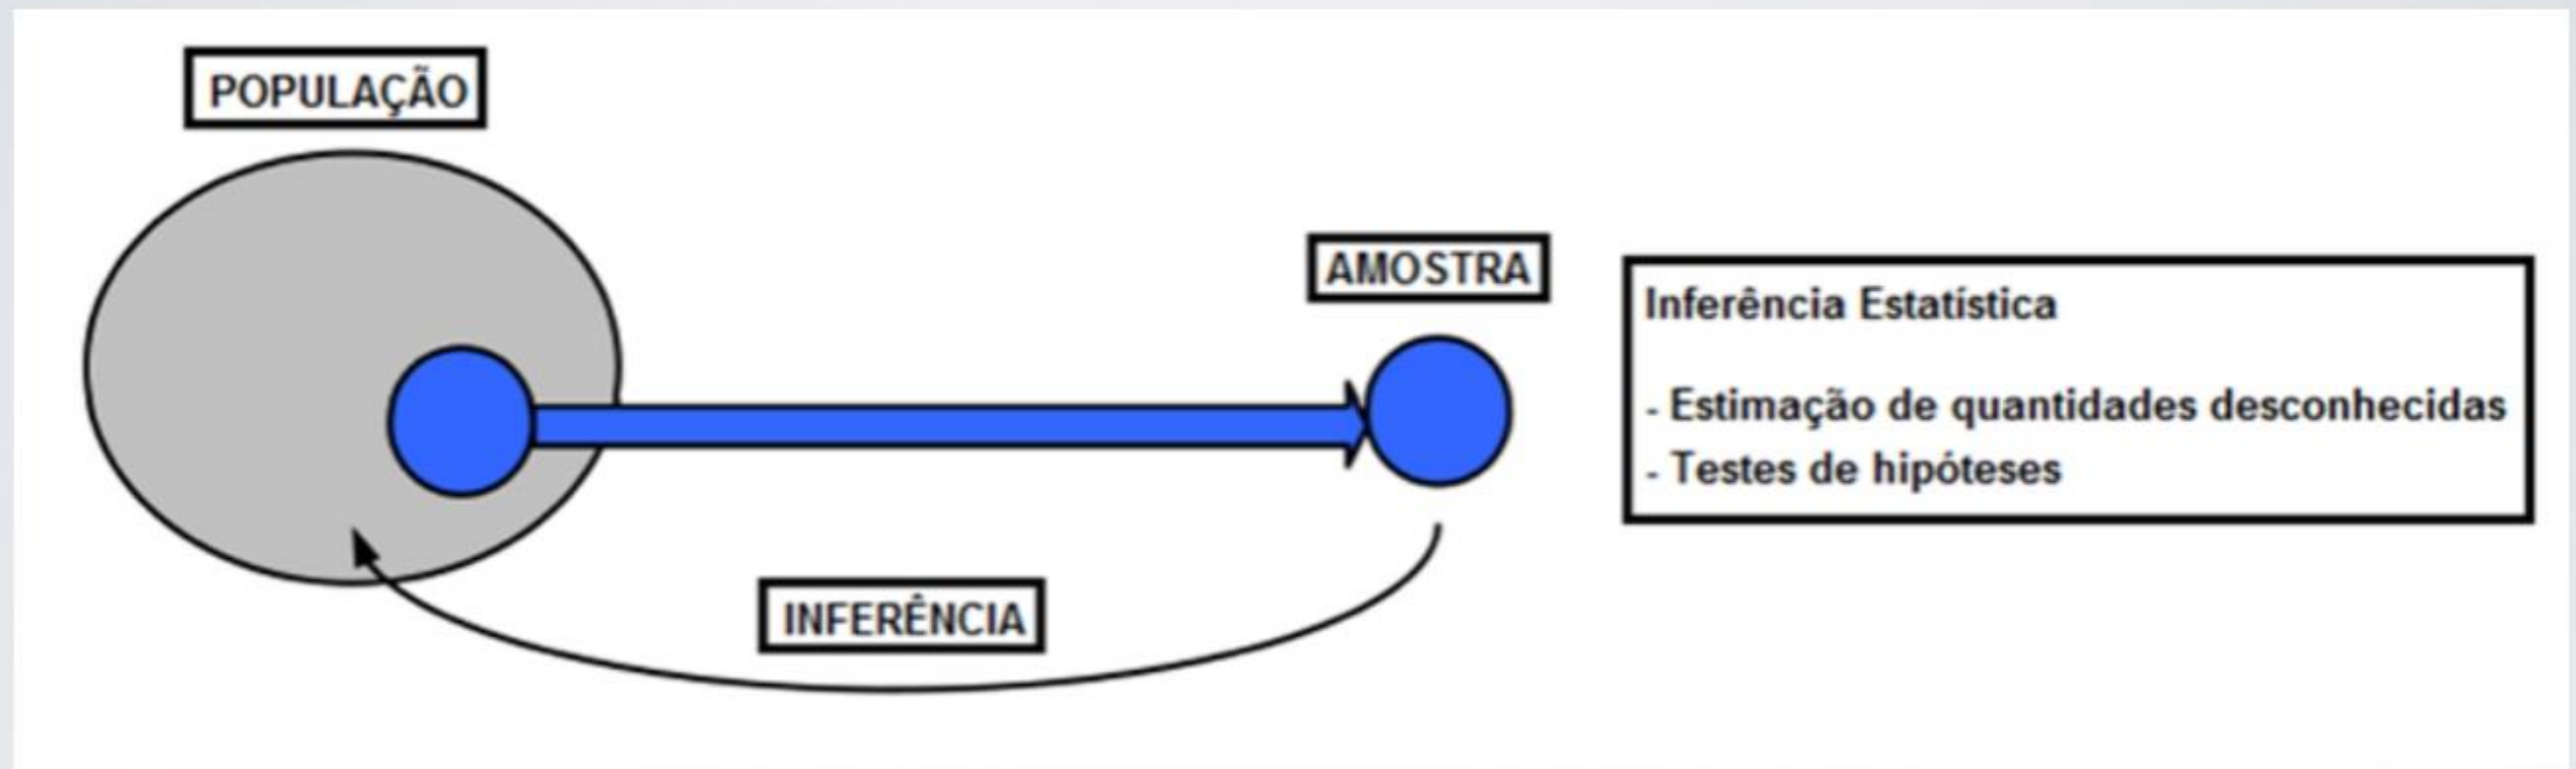 POPULAÇÃO
AMOSTRA
Inferência Estatística
- Estimação de quantidades desconhecidas
- Testes de hipóteses
INFERÊNCIA